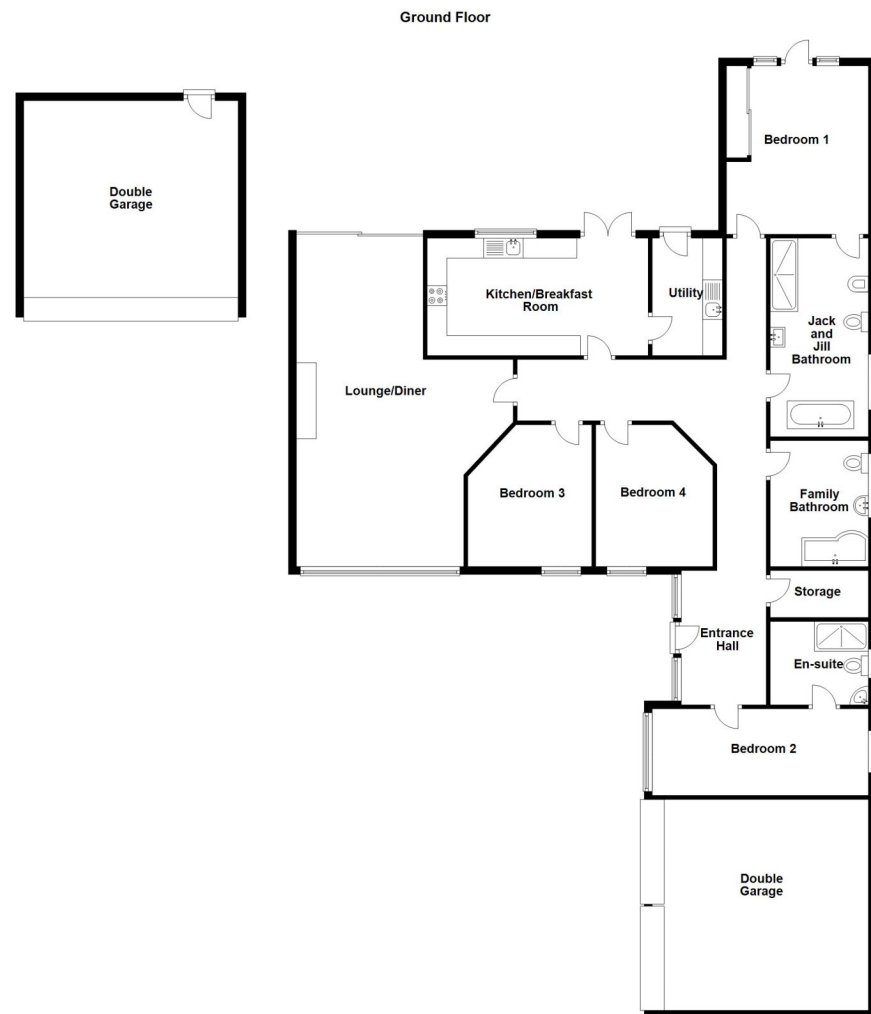 Ground Floor
Double
Garage
Bedroom 1
Kitchen/Breakfast
Room
Utility
Jack
and
Jill
Bathroom
Lounge/Diner
Bedroom 3
Bedroom 4
Family
Bathroom
Storage
Entrance
Hall
En-suite
Bedroom 2
Double
Garage